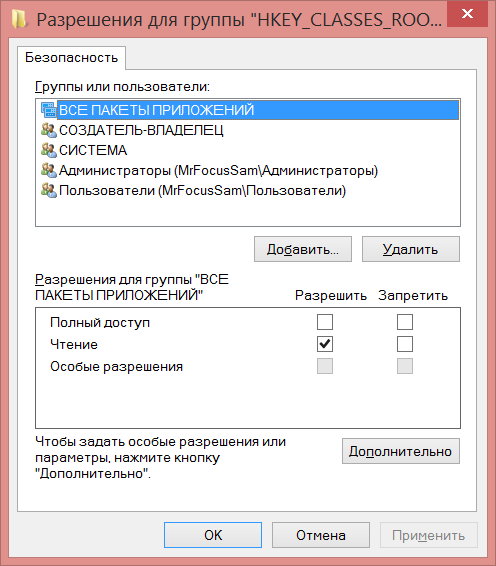 Разрешения для группы "HKEY_CLASSES_ROO...
Безопасность
Группы или пользователи:
ВСЕ ПАКЕТЫ ПРИЛОЖЕНИЙ
СОЗДАТЕЛЬ-ВЛАДЕЛЕЦ
СИСТЕМА
Администраторы (MrFocusSam\Администраторы)
Пользователи (MrFocusSam\Пользователи)
Добавить... Удалить
Разрешения для группы "ВСЕ
ПАКЕТЫ ПРИЛОЖЕНИЙ" Разрешить Запретить
Полный доступ
Чтение
Особые разрешения
Чтобы задать особые разрешения или
параметры, нажмите кнопку
"Дополнительно".
Дополнительно
OK Отмена Применить